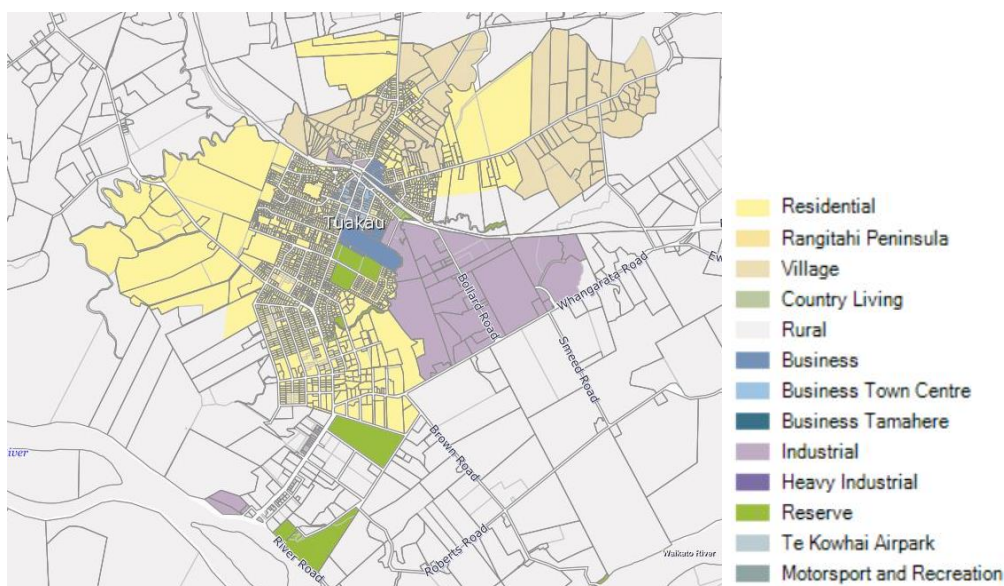 Tuakau
Bollard Road
Whangarata Road
Smeed Road
Brown Road
iver
River Road
Roberts Road
Waikato River
Residential
Rangitahi Peninsula
Village
Country Living
Rural
Business
Business Town Centre
Business Tamahere
Industrial
Heavy Industrial
Reserve
Te Kowhai Airpark
Motorsport and Recreation